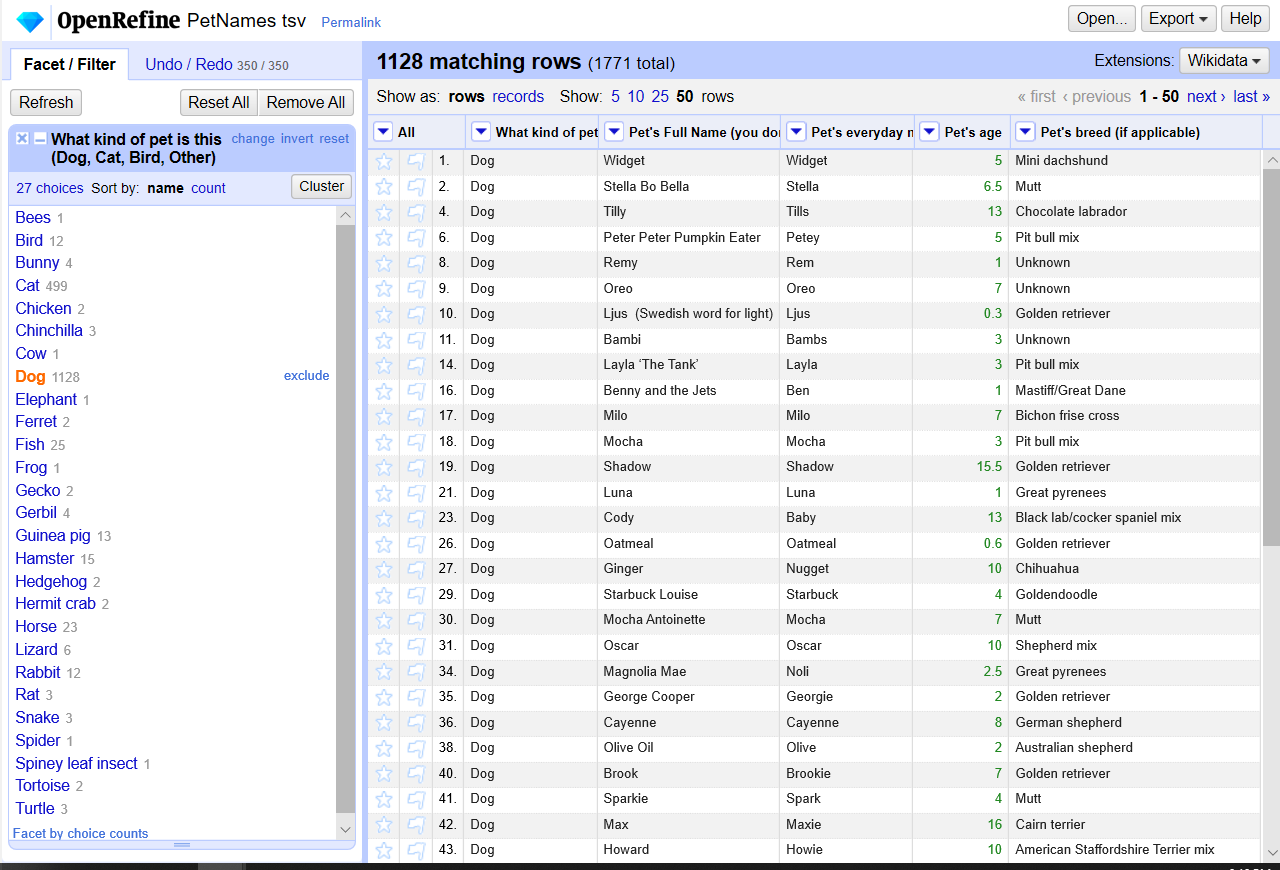 OpenRefine PetNames tsv Permalink Open... Export Help
Facet / Filter Undo / Redo 350 / 350
1128 matching rows (1771 total) Extensions: Wikidata
Refresh Reset All Remove All
Show as: rows records Show: 5 10 25 50 rows « first ‹ previous 1 - 50 next › last »
What kind of pet is this (Dog, Cat, Bird, Other) change invert reset
27 choices Sort by: name count Cluster
Bees 1
Bird 12
Bunny 4
Cat 499
Chicken 2
Chinchilla 3
Cow 1
Dog 1128 exclude
Elephant 1
Ferret 2
Fish 25
Frog 1
Gecko 2
Gerbil 4
Guinea pig 13
Hamster 15
Hedgehog 2
Hermit crab 2
Horse 23
Lizard 6
Rabbit 12
Rat 3
Snake 3
Spider 1
Spiney leaf insect 1
Tortoise 2
Turtle 3
Facet by choice counts
All What kind of pet Pet's Full Name (you do Pet's everyday Pet's age Pet's breed (if applicable)
1. Dog Widget Widget 5 Mini dachshund
2. Dog Stella Bo Bella Stella 6.5 Mutt
4. Dog Tilly Tills 13 Chocolate labrador
6. Dog Peter Peter Pumpkin Eater Petey 5 Pit bull mix
8. Dog Remy Rem 1 Unknown
9. Dog Oreo Oreo 7 Unknown
10. Dog Ljus (Swedish word for light) Ljus 0.3 Golden retriever
11. Dog Bambi Bambs 3 Unknown
14. Dog Layla ‘The Tank’ Layla 3 Pit bull mix
16. Dog Benny and the Jets Ben 1 Mastiff/Great Dane
17. Dog Milo Milo 7 Bichon frise cross
18. Dog Mocha Mocha 3 Pit bull mix
19. Dog Shadow Shadow 15.5 Golden retriever
21. Dog Luna Luna 1 Great pyrenees
23. Dog Cody Baby 13 Black lab/cocker spaniel mix
26. Dog Oatmeal Oatmeal 0.6 Golden retriever
27. Dog Ginger Nugget 10 Chihuahua
29. Dog Starbuck Louise Starbuck 4 Goldendoodle
30. Dog Mocha Antoinette Mocha 7 Mutt
31. Dog Oscar Oscar 10 Shepherd mix
34. Dog Magnolia Mae Noli 2.5 Great pyrenees
35. Dog George Cooper Georgie 2 Golden retriever
36. Dog Cayenne Cayenne 8 German shepherd
38. Dog Olive Oil Olive 2 Australian shepherd
40. Dog Brook Brookie 7 Golden retriever
41. Dog Sparkie Spark 4 Mutt
42. Dog Max Maxie 16 Cairn terrier
43. Dog Howard Howie 10 American Staffordshire Terrier mix